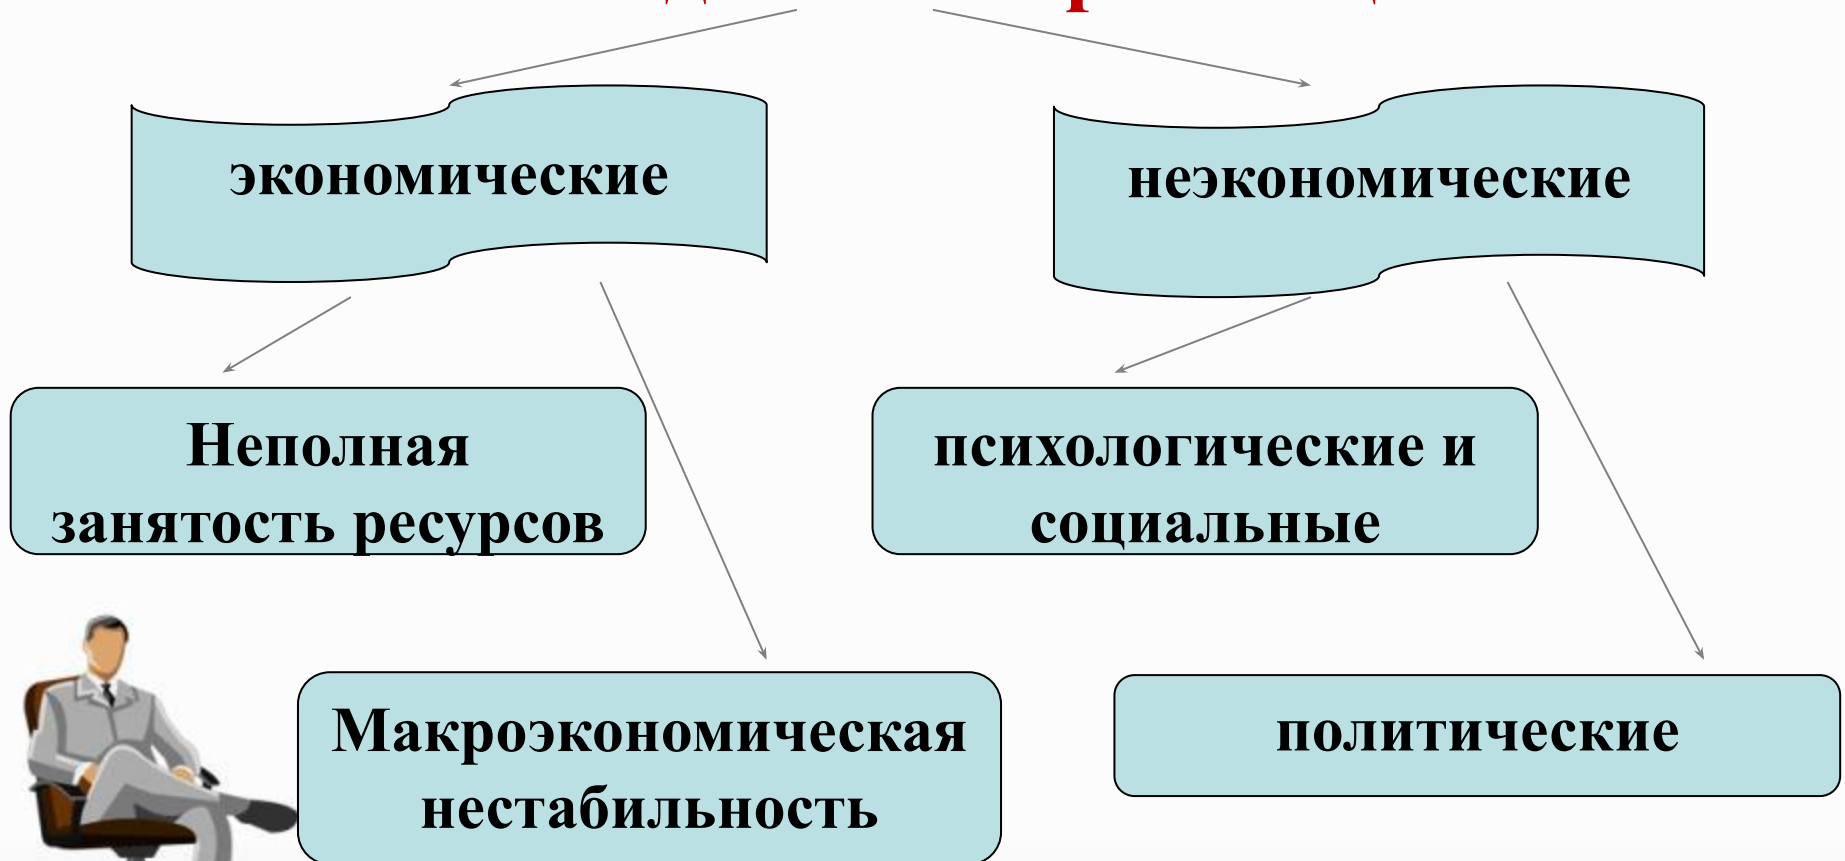 экономические
неэкономические
Неполная
занятость ресурсов
психологические и
социальные
Макроэкономическая
нестабильность
политические